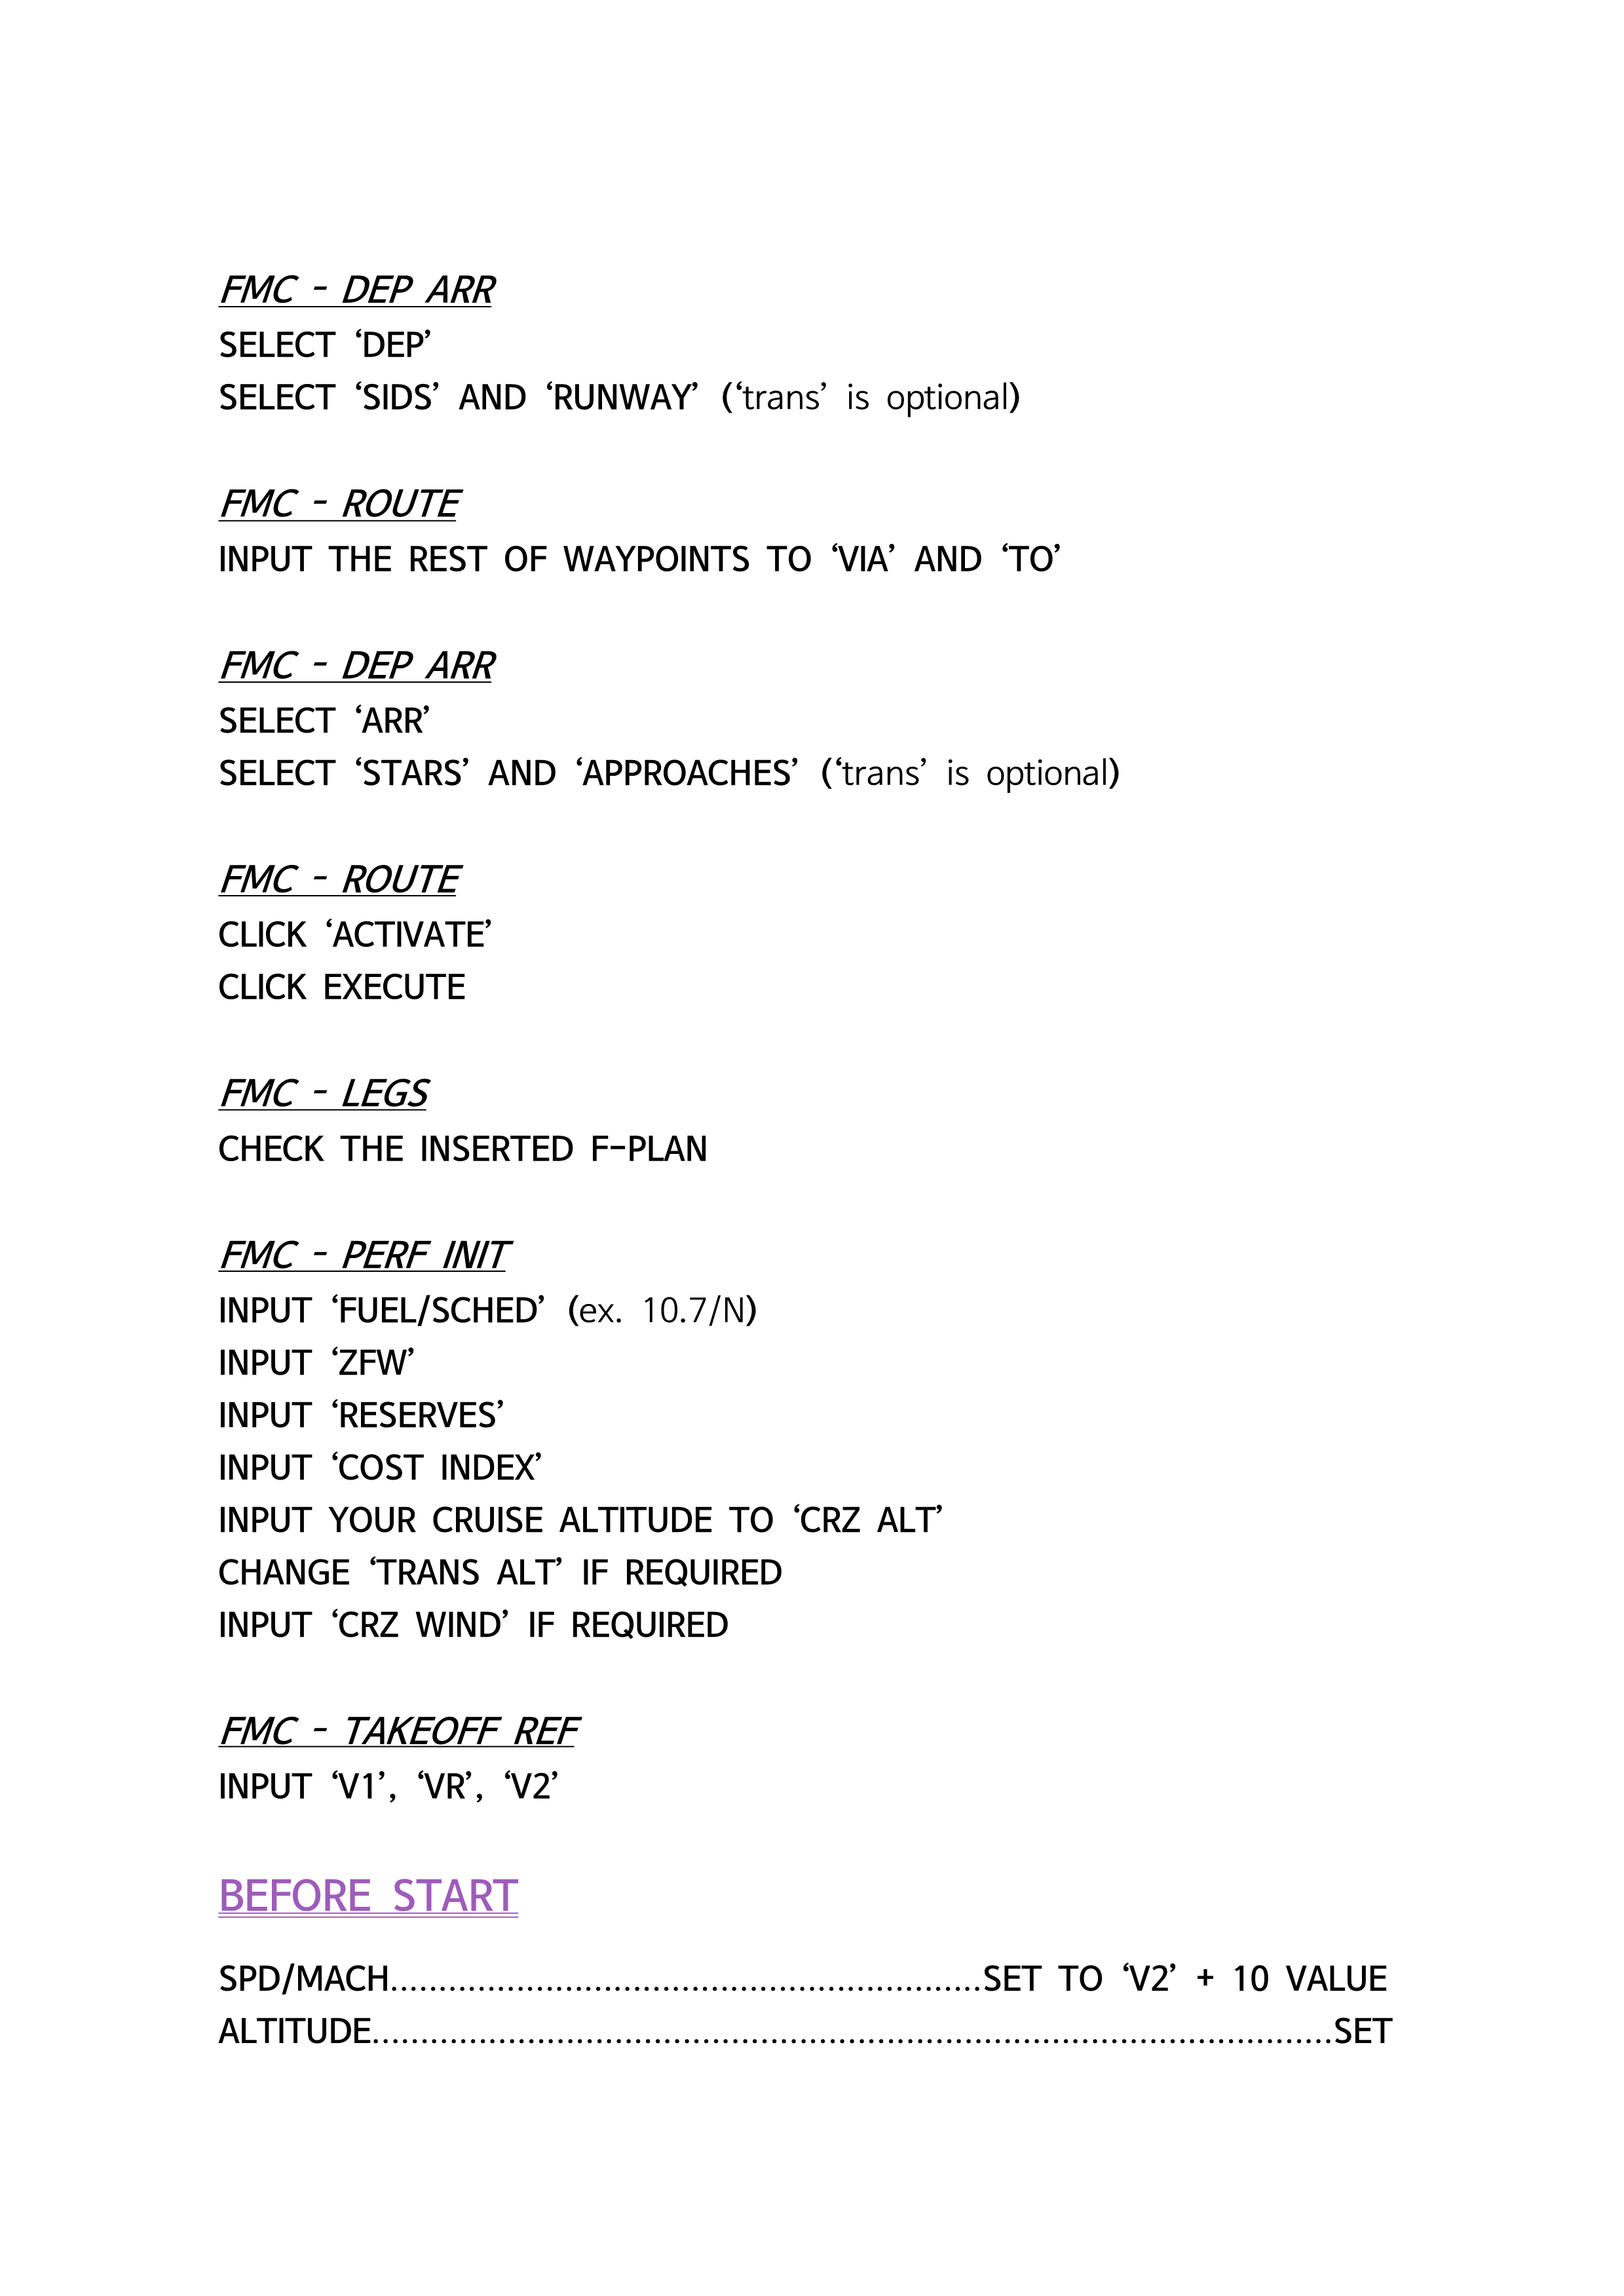 FMC - DEP ARR
SELECT ‘DEP’
SELECT ‘SIDS’ AND ‘RUNWAY’ (‘trans’ is optional)
FMC - ROUTE
INPUT THE REST OF WAYPOINTS TO ‘VIA’ AND ‘TO’
FMC - DEP ARR
SELECT ‘ARR’
SELECT ‘STARS’ AND ‘APPROACHES’ (‘trans’ is optional)
FMC - ROUTE
CLICK ‘ACTIVATE’
CLICK EXECUTE
FMC - LEGS
CHECK THE INSERTED F-PLAN
FMC - PERF INIT
INPUT ‘FUEL/SCHED’ (ex. 10.7/N)
INPUT ‘ZFW’
INPUT ‘RESERVES’
INPUT ‘COST INDEX’
INPUT YOUR CRUISE ALTITUDE TO ‘CRZ ALT’
CHANGE ‘TRANS ALT’ IF REQUIRED
INPUT ‘CRZ WIND’ IF REQUIRED
FMC - TAKEOFF REF
INPUT ‘V1’, ‘VR’, ‘V2’
BEFORE START
SPD/MACH.............................................................SET TO ‘V2’ + 10 VALUE
ALTITUDE...................................................................................................SET